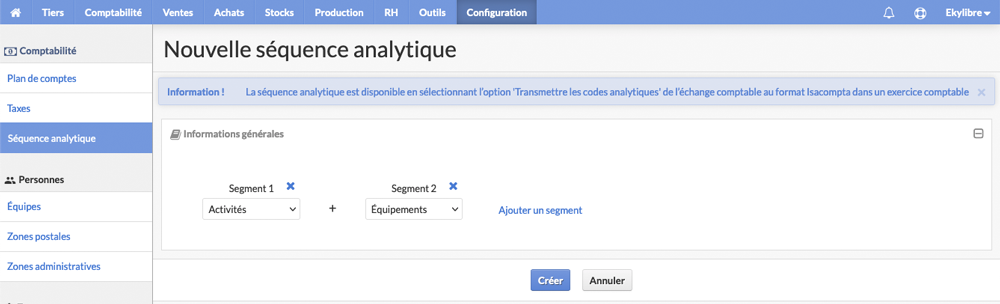 Tiers Comptabilité Ventes Achats Stocks Production RH Outils Configuration Ekylibre
Comptabilité
Plan de comptes
Taxes
Séquence analytique
Personnes
Équipes
Zones postales
Zones administratives
Nouvelle séquence analytique
Information ! La séquence analytique est disponible en sélectionnant l'option 'Transmettre les codes analytiques' de l'échange comptable au format Isacompta dans un exercice comptable ×
Informations générales
Segment 1 Segment 2
Activités + Équipements Ajouter un segment
Créer Annuler